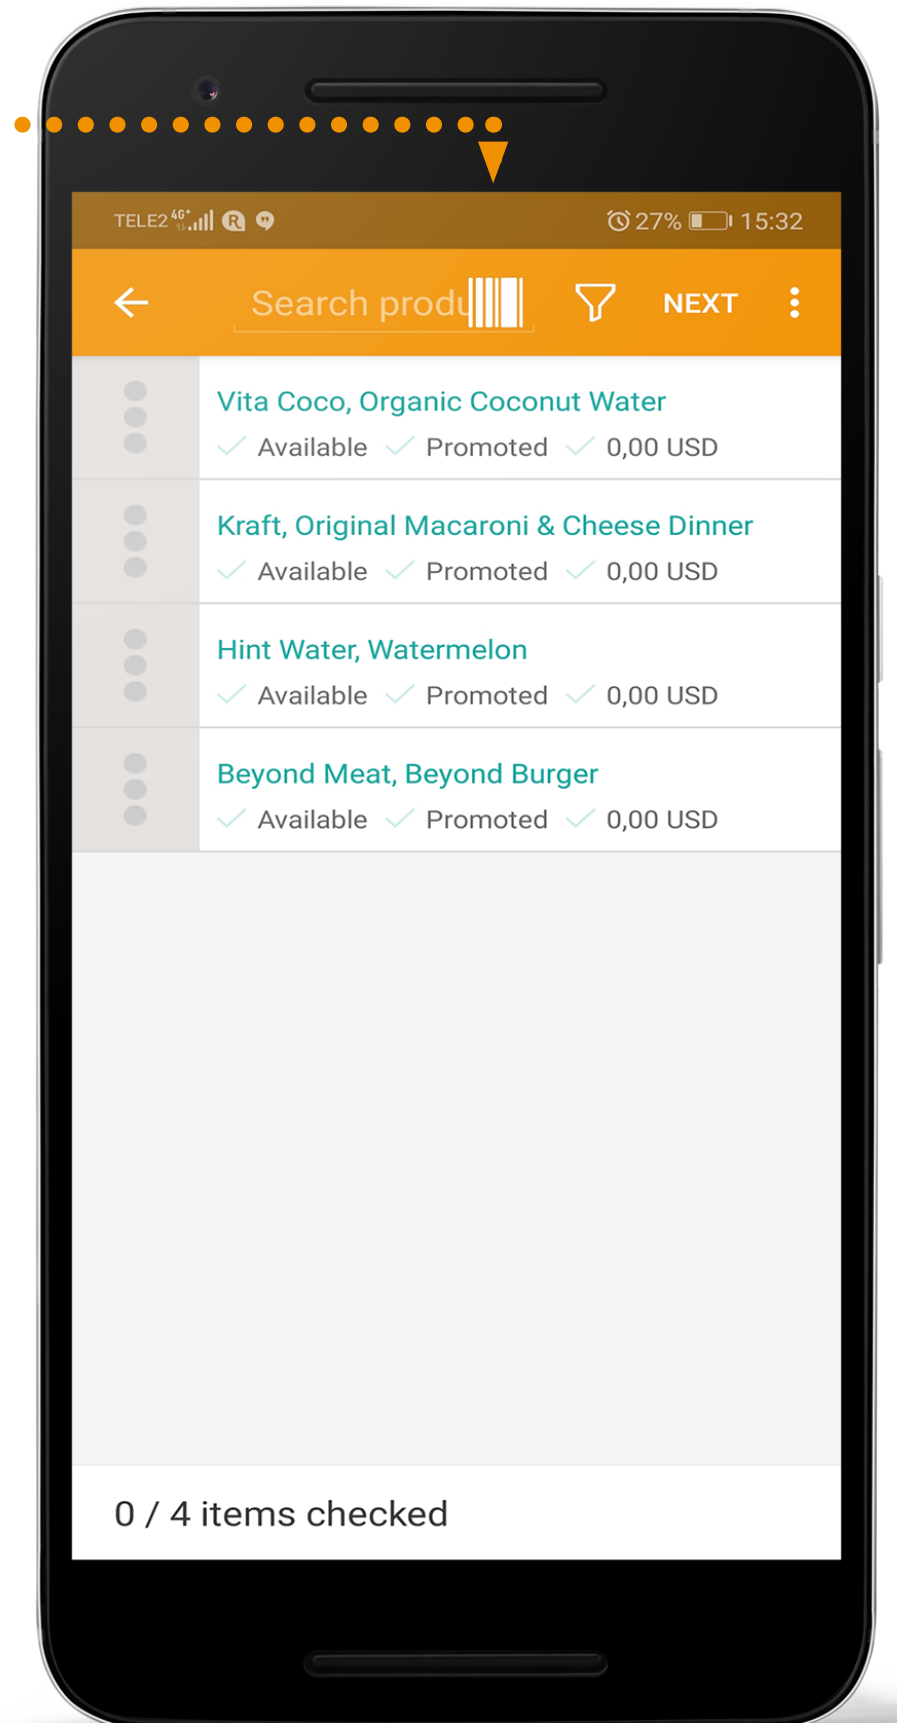 TELE2 4G+ R 27% 15:32
Search produ NEXT
Vita Coco, Organic Coconut Water
Available Promoted 0,00 USD
Kraft, Original Macaroni & Cheese Dinner
Available Promoted 0,00 USD
Hint Water, Watermelon
Available Promoted 0,00 USD
Beyond Meat, Beyond Burger
Available Promoted 0,00 USD
0 / 4 items checked